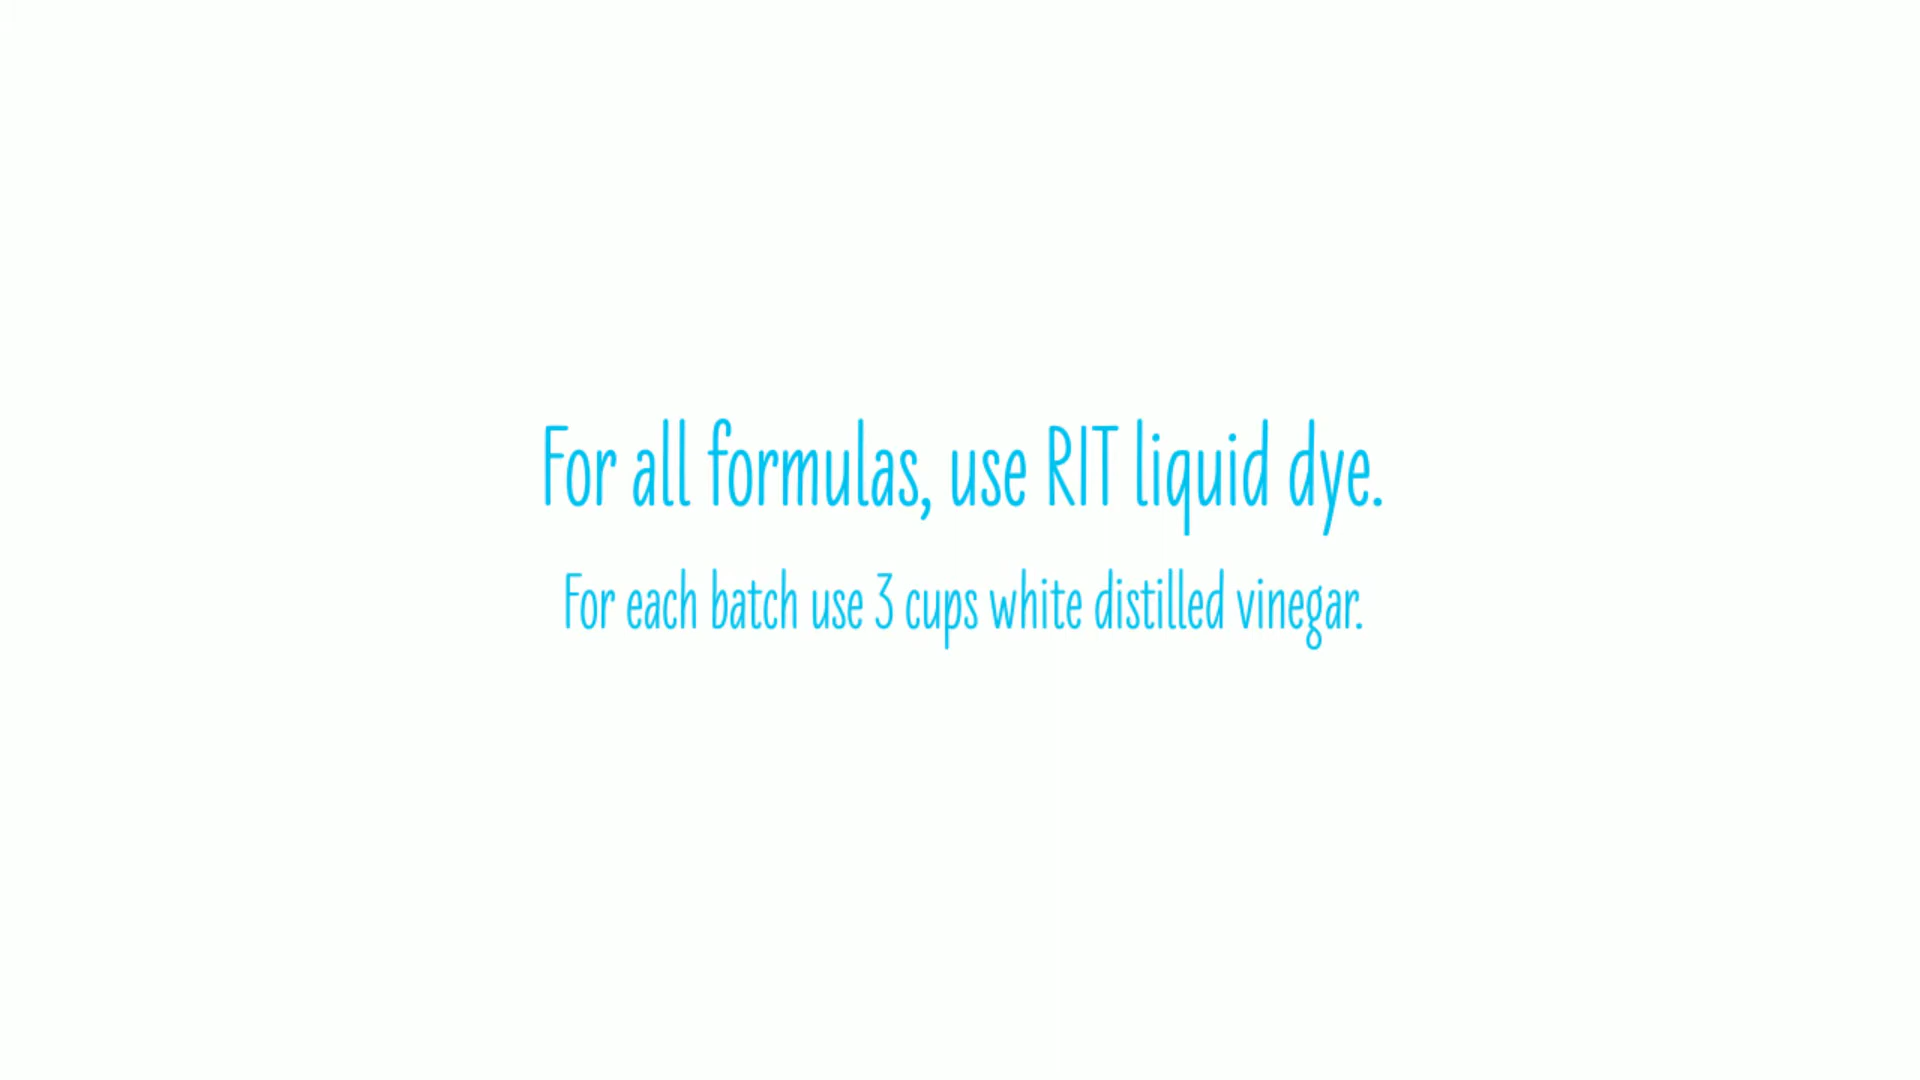 For all formulas, use RIT liquid dye.
For each batch use 3 cups white distilled vinegar.